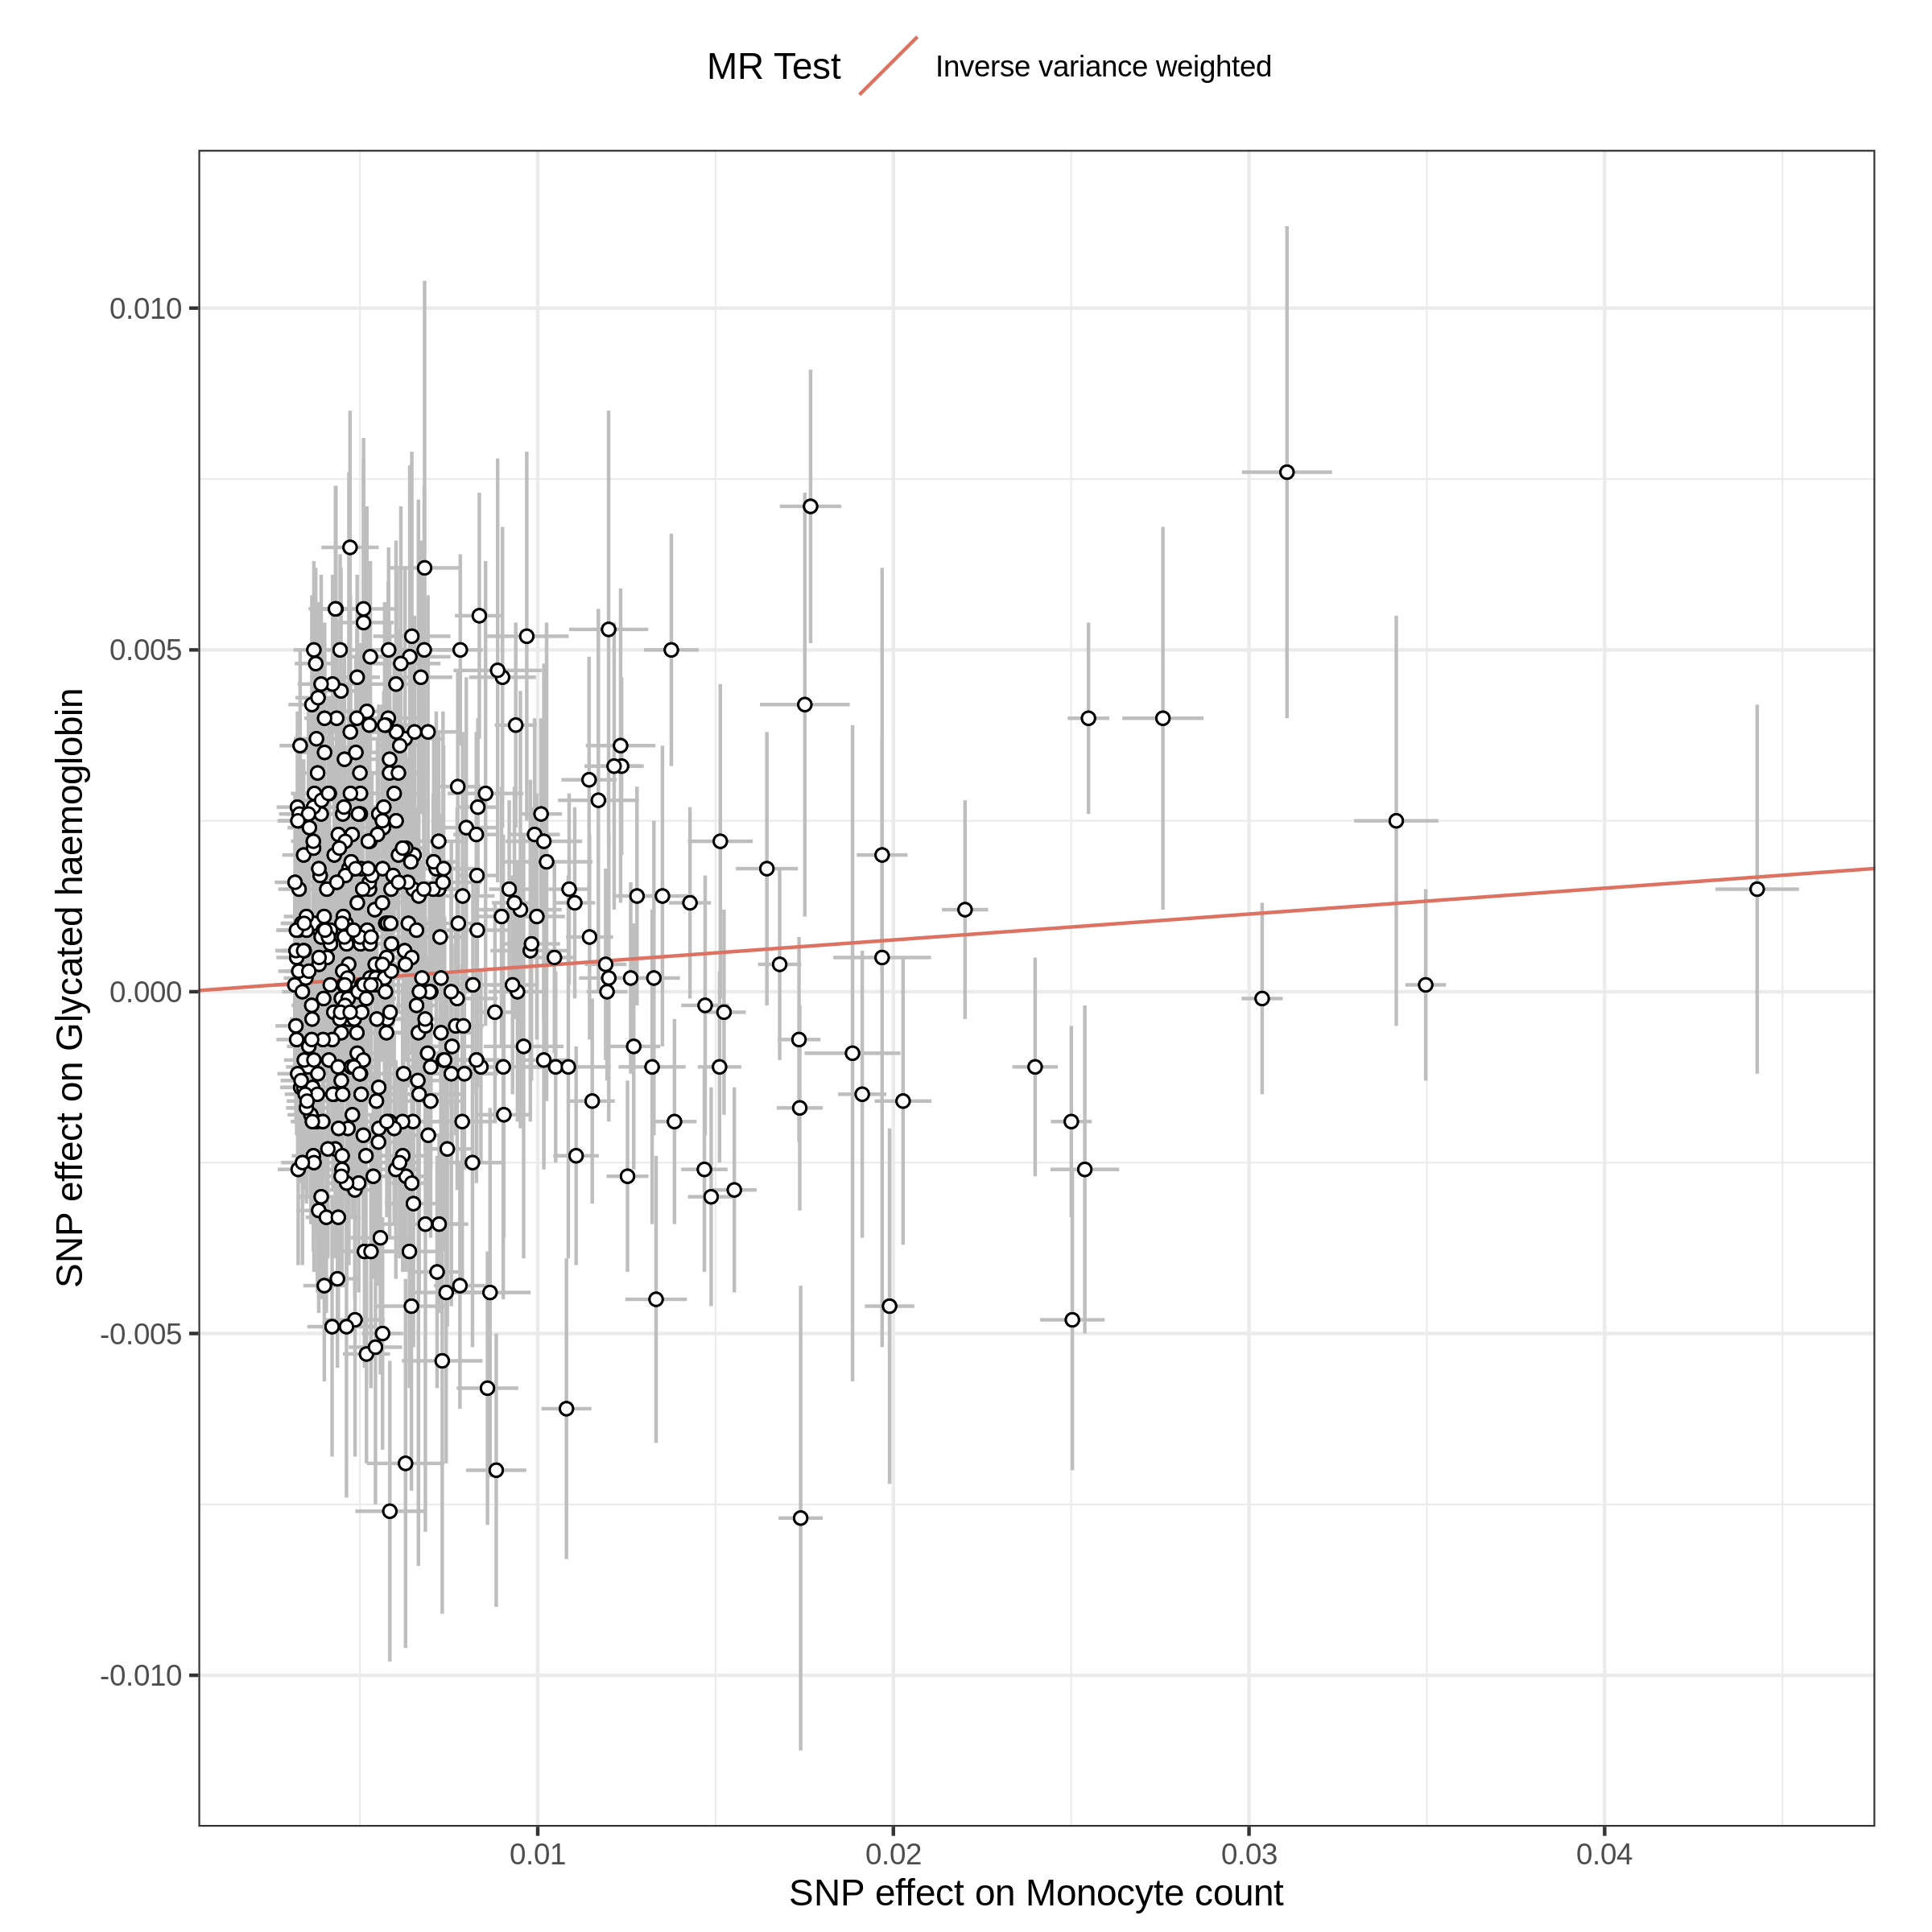 MR Test Inverse variance weighted
SNP effect on Glycated haemoglobin
0.010
0.005
0.000
-0.005
-0.010
0.01 0.02 0.03 0.04
SNP effect on Monocyte count